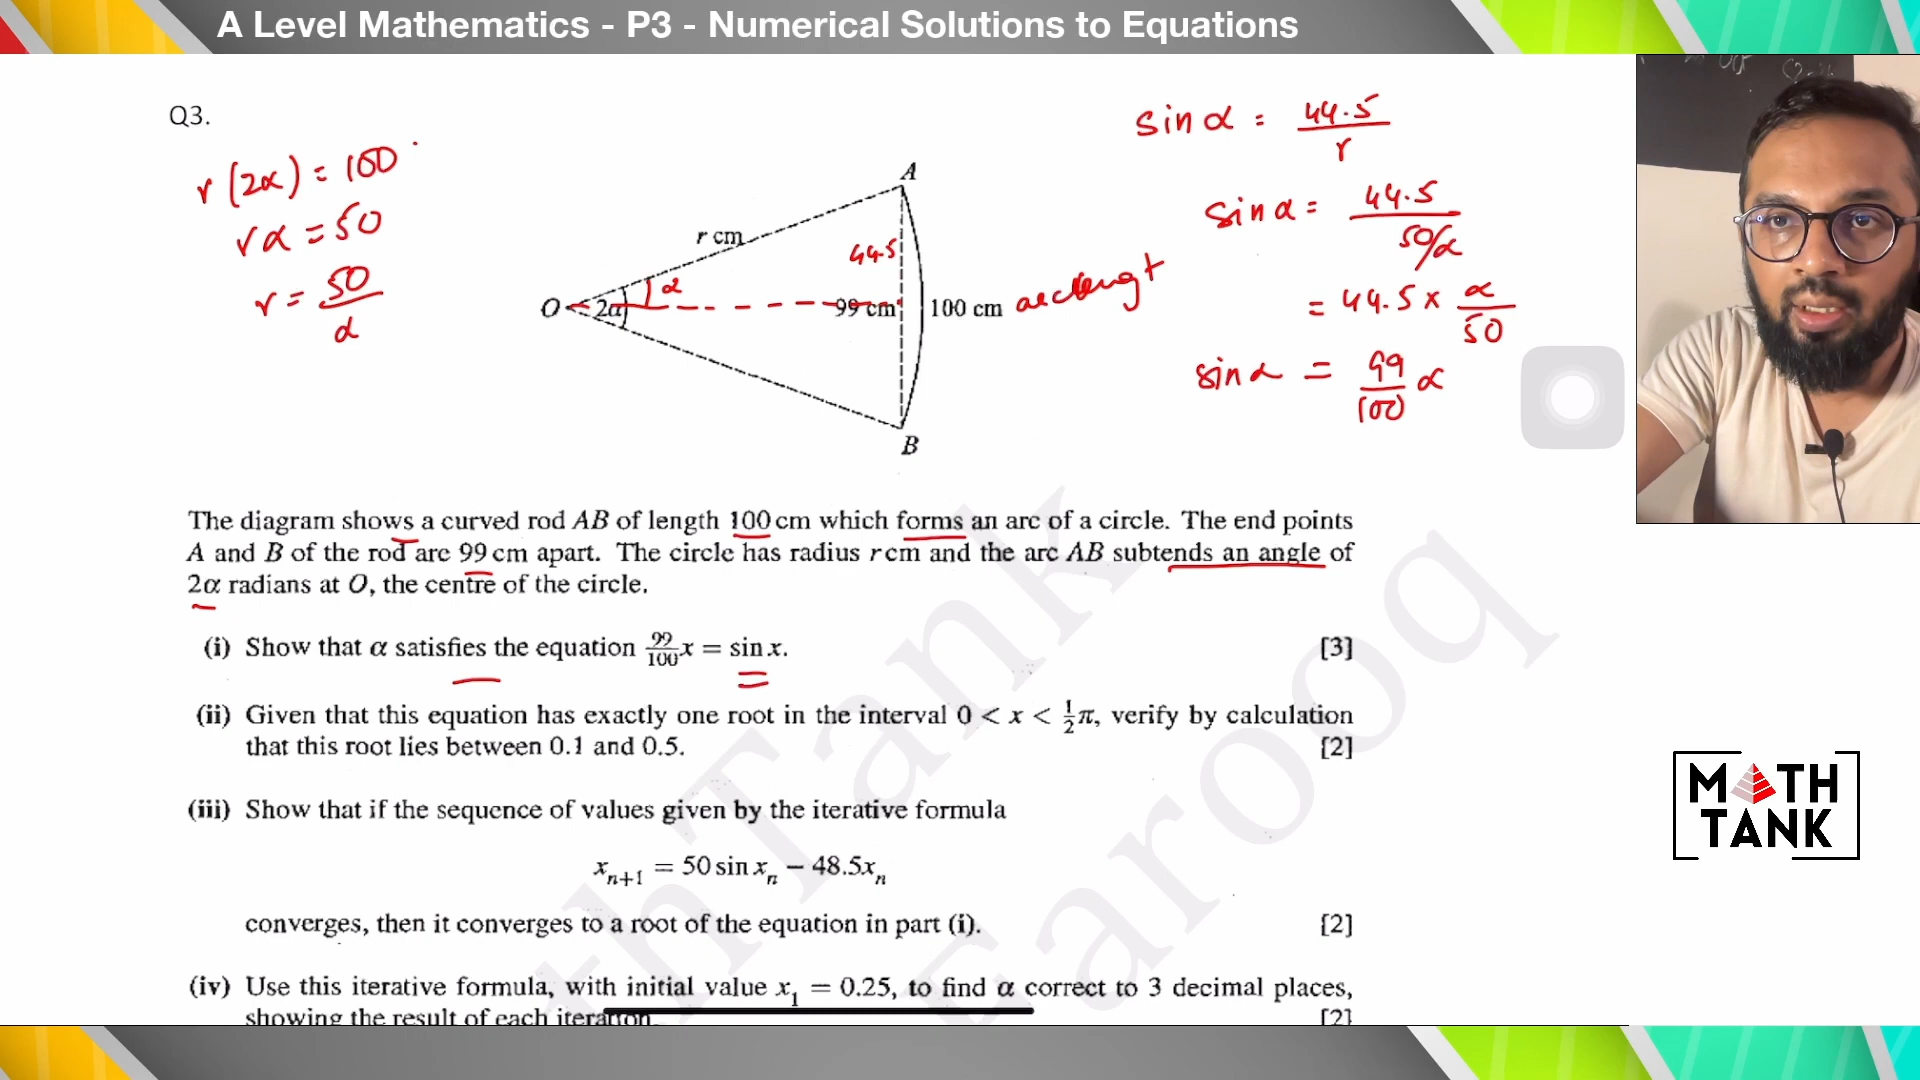 A Level Mathematics - P3 - Numerical Solutions to Equations
Q3.
r(2α) = 100
rα = 50
r = 50/α
A
r cm
44.5
α
O
2α
99 cm
100 cm
arclengt
B
sin α = 44.5/r
sin α = 44.5/(50/α)
= 44.5 × α/50
sin α = 99/100 α
The diagram shows a curved rod AB of length 100 cm which forms an arc of a circle. The end points
A and B of the rod are 99 cm apart. The circle has radius r cm and the arc AB subtends an angle of
2α radians at O, the centre of the circle.
(i) Show that α satisfies the equation 99/100 x = sin x. [3]
(ii) Given that this equation has exactly one root in the interval 0 < x < ½π, verify by calculation
that this root lies between 0.1 and 0.5. [2]
(iii) Show that if the sequence of values given by the iterative formula
xₙ₊₁ = 50 sin xₙ − 48.5xₙ
converges, then it converges to a root of the equation in part (i). [2]
(iv) Use this iterative formula, with initial value x₁ = 0.25, to find α correct to 3 decimal places,
showing the result of each iteration. [2]
MATH
TANK
thTank
Farooq